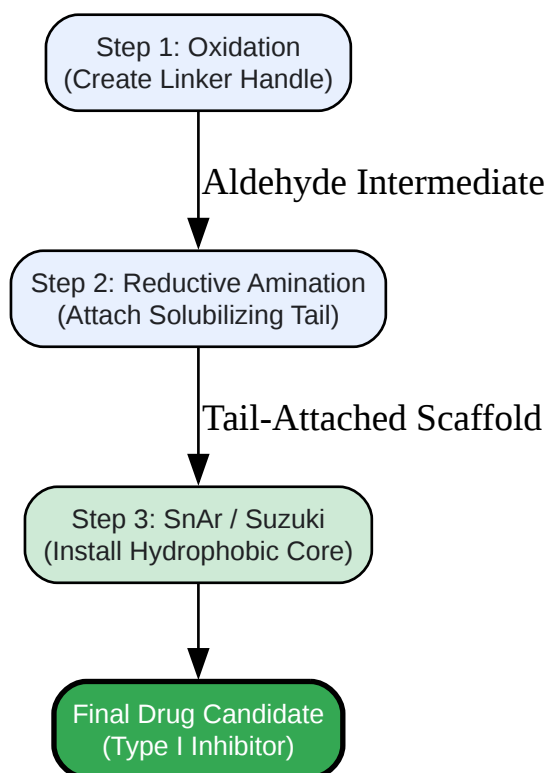 Step 1: Oxidation
(Create Linker Handle)
Aldehyde Intermediate
Step 2: Reductive Amination
(Attach Solubilizing Tail)
Tail-Attached Scaffold
Step 3: SnAr / Suzuki
(Install Hydrophobic Core)
Final Drug Candidate
(Type I Inhibitor)